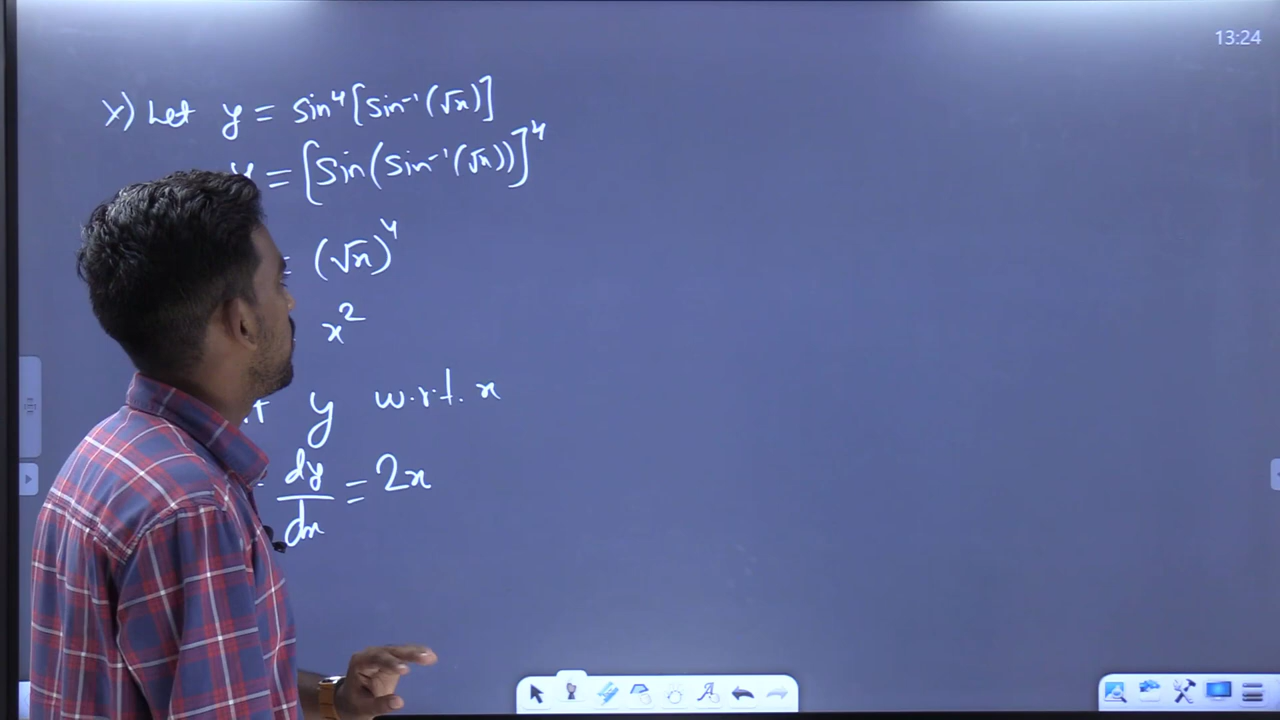 13:24
x) Let y = sin⁴[sin⁻¹(√x)]
y = [sin(sin⁻¹(√x))]⁴
= (√x)⁴
x²
y w.r.t. x
dy/dx = 2x